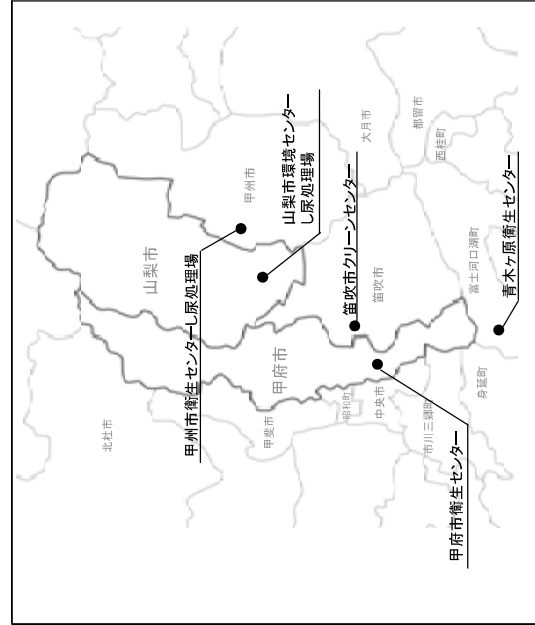 北杜市
甲州市衛生センターし尿処理場
甲斐市
昭和町
中央市
市川三郷町
甲府市衛生センター
身延町
山梨市
甲府市
甲州市
山梨市環境センター
し尿処理場
笛吹市クリーンセンター
笛吹市
大月市
都留市
西桂町
富士河口湖町
青木ヶ原衛生センター